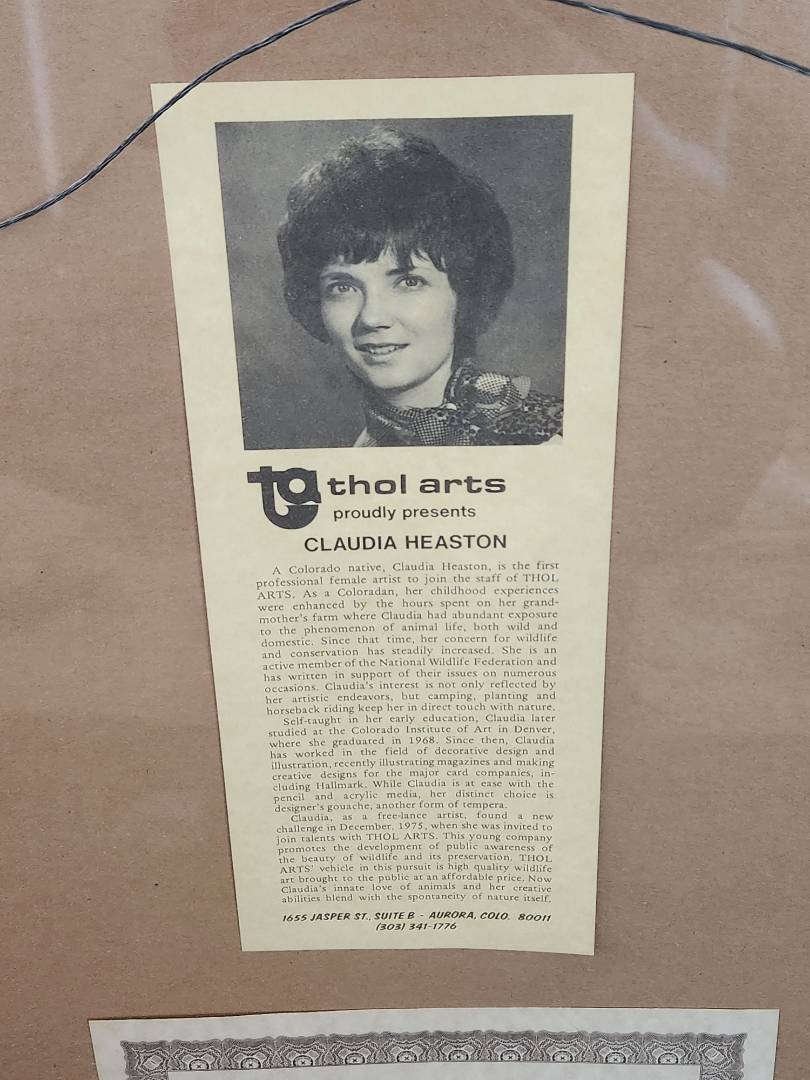 ta thol arts
proudly presents
CLAUDIA HEASTON
A Colorado native, Claudia Heaston, is the first
professional female artist to join the staff of THOL
ARTS. As a Coloradan, her childhood experiences
were enhanced by the hours spent on her grand-
mother's farm where Claudia had abundant exposure
to the phenomenon of animal life, both wild and
domestic. Since that time, her concern for wildlife
and conservation has steadily increased. She is an
active member of the National Wildlife Federation and
has written in support of their issues on numerous
occasions. Claudia's interest is not only reflected by
her artistic endeavors, but camping, planting and
horseback riding keep her in direct touch with nature.
Self-taught in her early education, Claudia later
studied at the Colorado Institute of Art in Denver,
where she graduated in 1968. Since then, Claudia
has worked in the field of decorative design and
illustration, recently illustrating magazines and making
creative designs for the major card companies, in-
cluding Hallmark. While Claudia is at ease with the
pencil and acrylic media, her distinct choice is
designer's gouache, another form of tempera.
Claudia, as a free-lance artist, found a new
challenge in December, 1975, when she was invited to
join talents with THOL ARTS. This young company
promotes the development of public awareness of
the beauty of wildlife and its preservation. THOL
ARTS' vehicle in this pursuit is high quality wildlife
art brought to the public at an affordable price. Now
Claudia's innate love of animals and her creative
abilities blend with the spontaneity of nature itself.
1655 JASPER ST., SUITE B - AURORA, COLO. 80011
(303) 341-1776